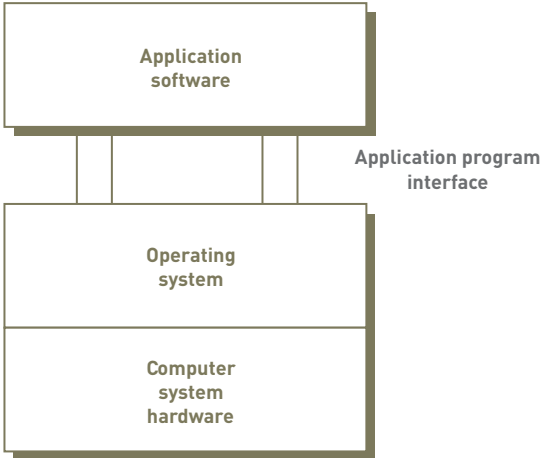 Application
software
Application program
interface
Operating
system
Computer
system
hardware